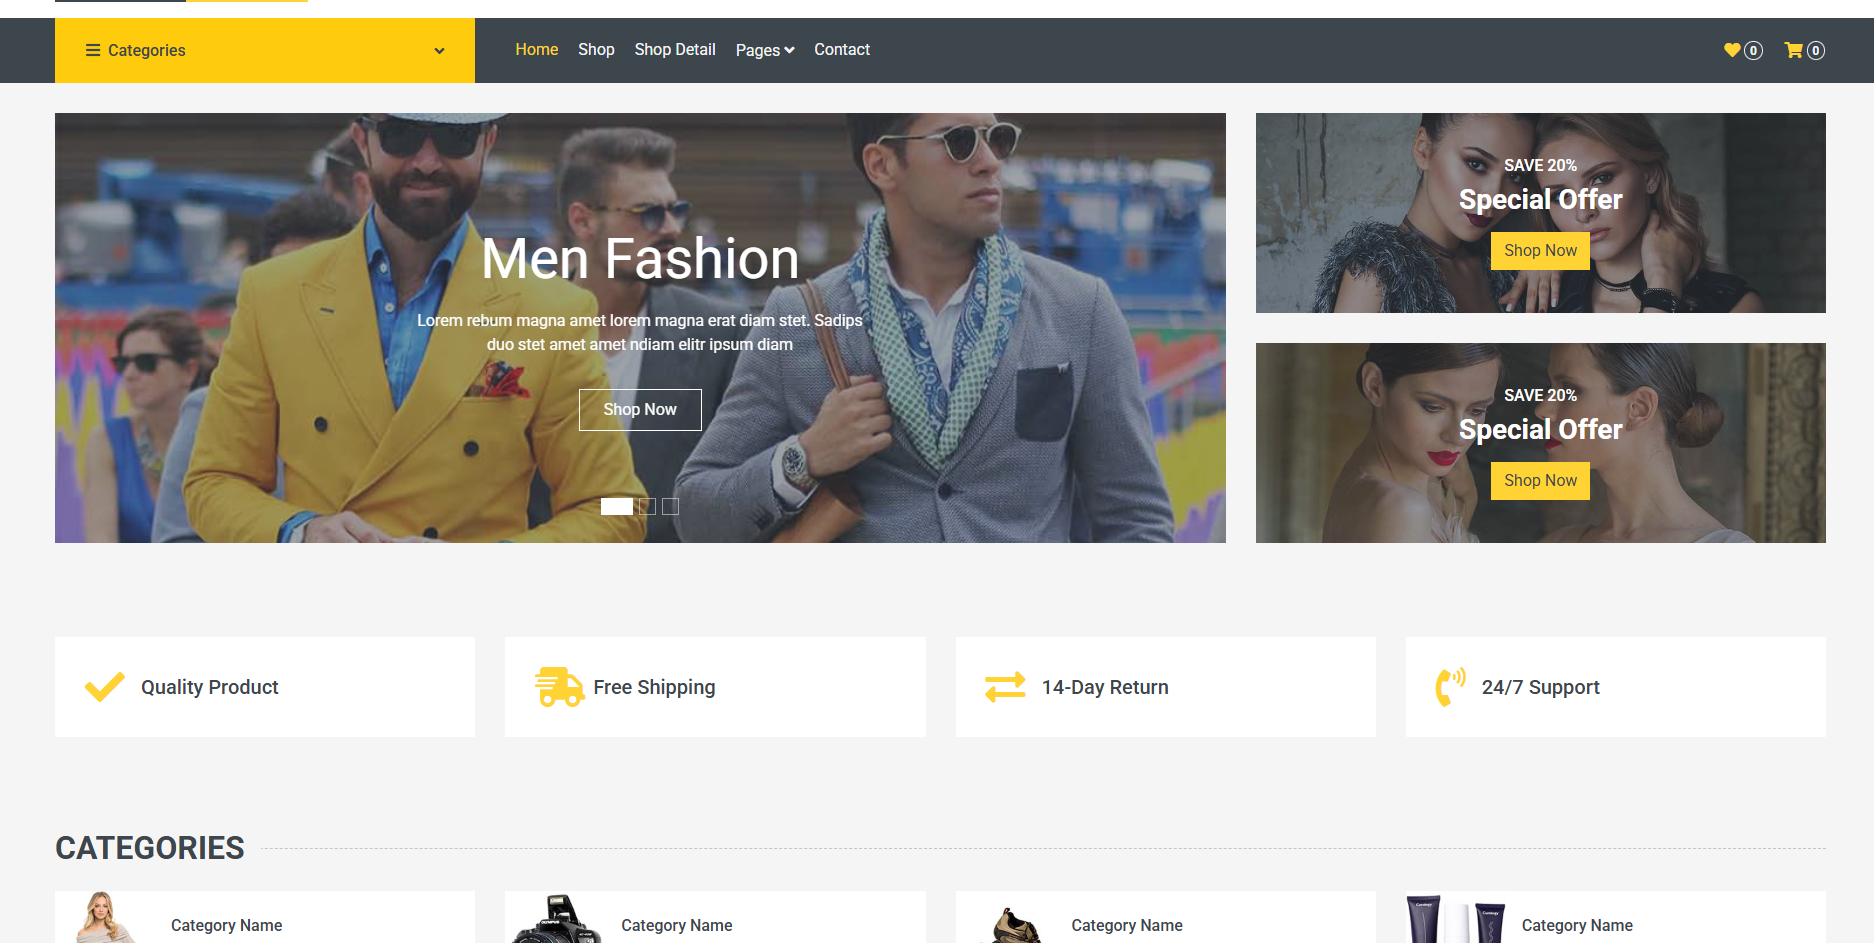 Categories
Home Shop Shop Detail Pages Contact
0 0
Men Fashion
Lorem rebum magna amet lorem magna erat diam stet. Sadips
duo stet amet amet ndiam elitr ipsum diam
Shop Now
SAVE 20%
Special Offer
Shop Now
SAVE 20%
Special Offer
Shop Now
Quality Product
Free Shipping
14-Day Return
24/7 Support
CATEGORIES
Category Name
OLYMPUS
Category Name
Category Name
Curology
Curology
Category Name